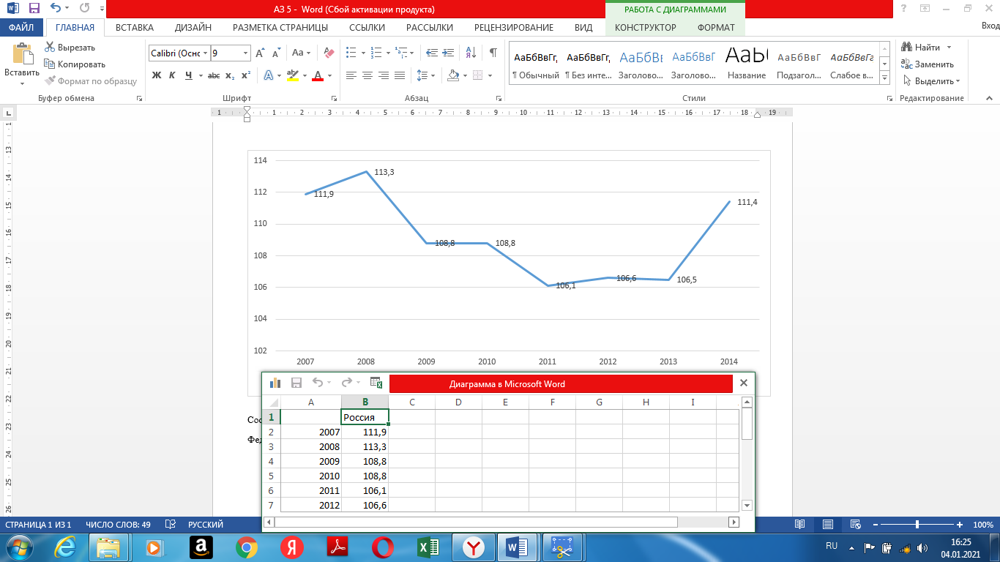 АЗ 5 - Word (Сбой активации продукта)
РАБОТА С ДИАГРАММАМИ
ФАЙЛ ГЛАВНАЯ ВСТАВКА ДИЗАЙН РАЗМЕТКА СТРАНИЦЫ ССЫЛКИ РАССЫЛКИ РЕЦЕНЗИРОВАНИЕ ВИД КОНСТРУКТОР ФОРМАТ Вход
Вставить
Вырезать
Копировать
Формат по образцу
Буфер обмена
Calibri (Оснс 9
Ж К Ч abc x₂ x²
Aa
Шрифт
Абзац
АаБбВвГг, АаБбВвГг, АаБбВı АаБбВвГ АаЬ АаБбВвГ АаБбВвГг
¶ Обычный ¶ Без инте... Заголово... Заголово... Название Подзагол... Слабое в...
Стили
Найти
Заменить
Выделить
Редактирование
1 1 2 3 4 5 6 7 8 9 10 11 12 13 14 15 16 17 18 19
114
112
110
108
106
104
102
111,9
113,3
108,8
108,8
106,1
106,6
106,5
111,4
2007 2008 2009 2010 2011 2012 2013 2014
Соо
Фед
Диаграмма в Microsoft Word
A B C D E F G H I
1 Россия
2 2007 111,9
3 2008 113,3
4 2009 108,8
5 2010 108,8
6 2011 106,1
7 2012 106,6
СТРАНИЦА 1 ИЗ 1 ЧИСЛО СЛОВ: 49 РУССКИЙ
100%
RU
16:25
04.01.2021